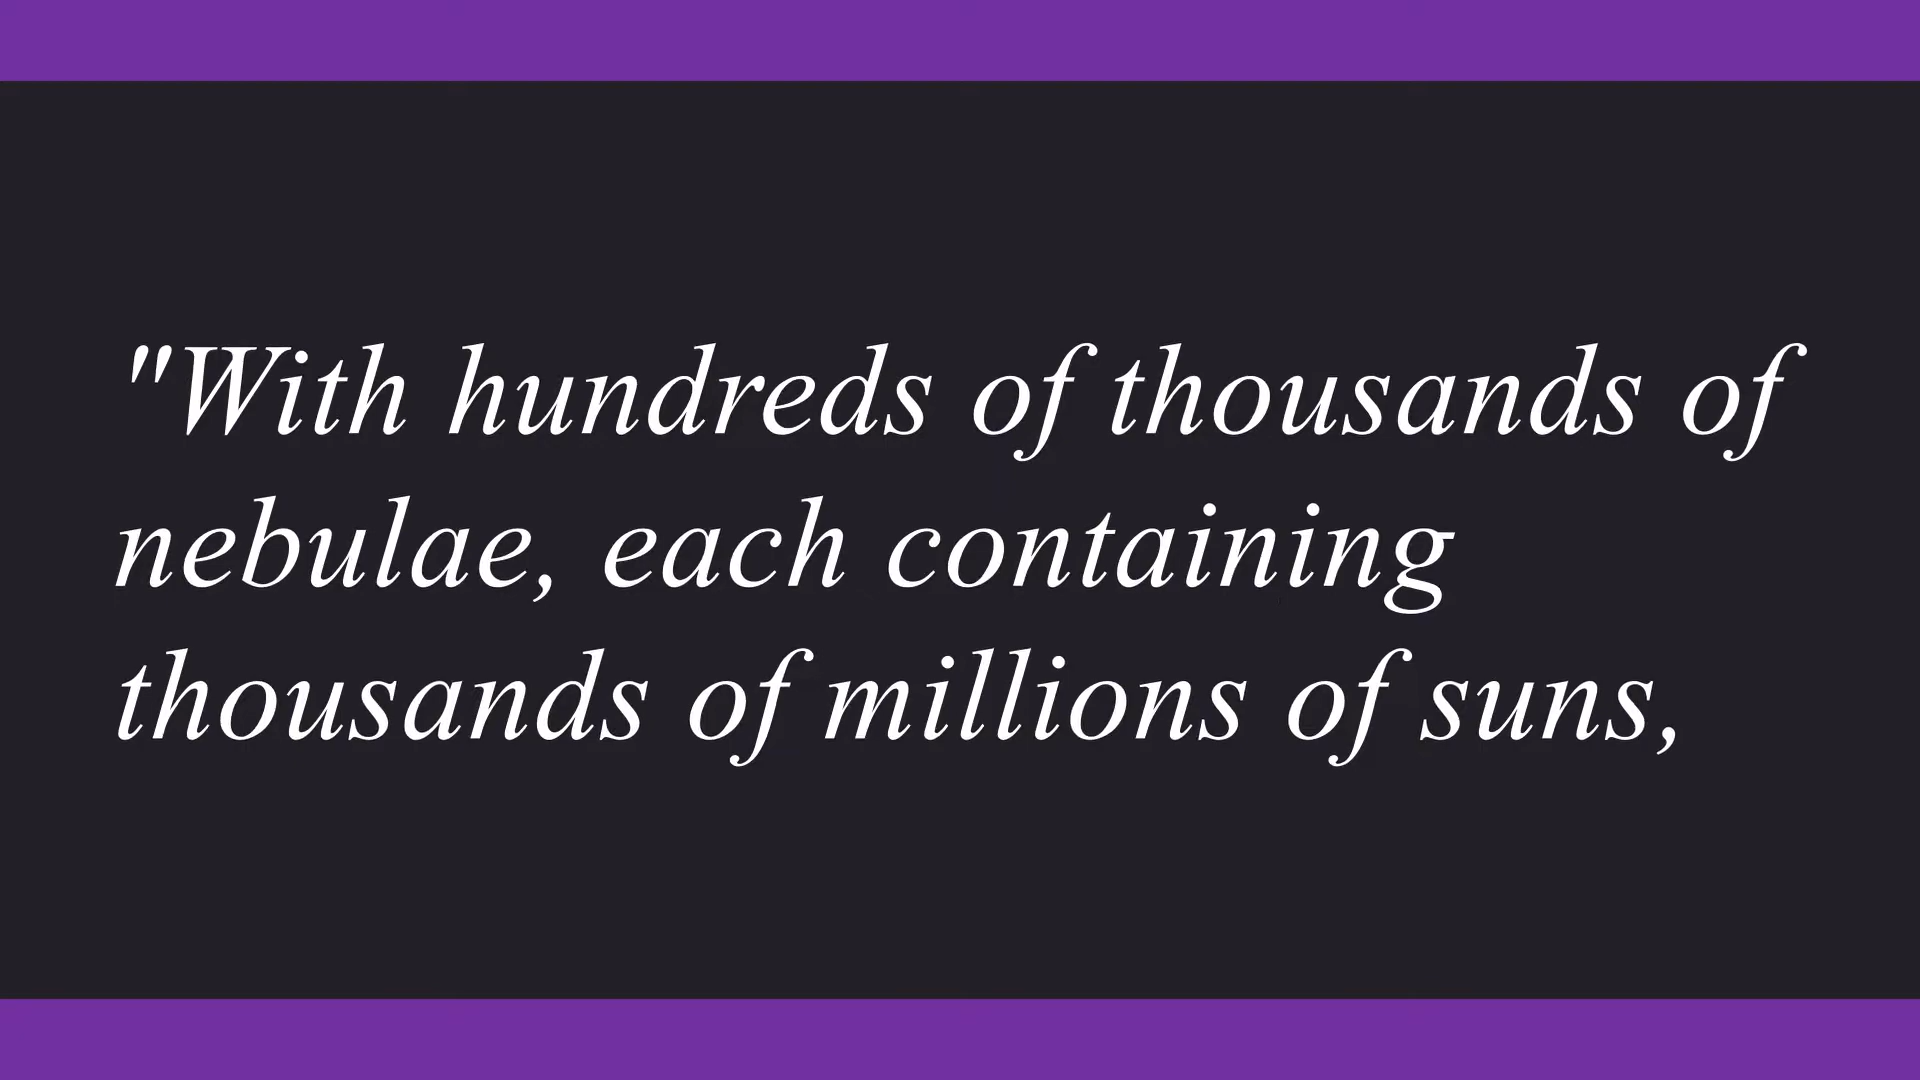 "With hundreds of thousands of
nebulae, each containing
thousands of millions of suns,